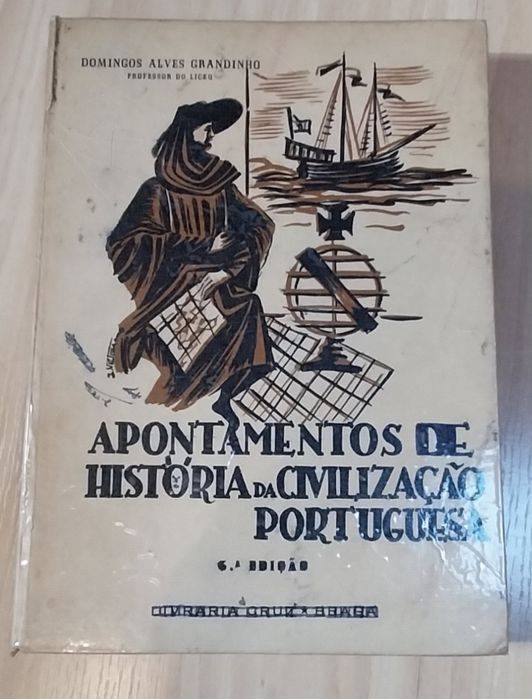 DOMINGOS ALVES GRANDINHO
PROFESSOR DO LICEU
APONTAMENTOS DE
HISTÓRIA DA CIVILIZAÇÃO
PORTUGUESA
6.ª EDIÇÃO
LIVRARIA CRUZ * BRAGA